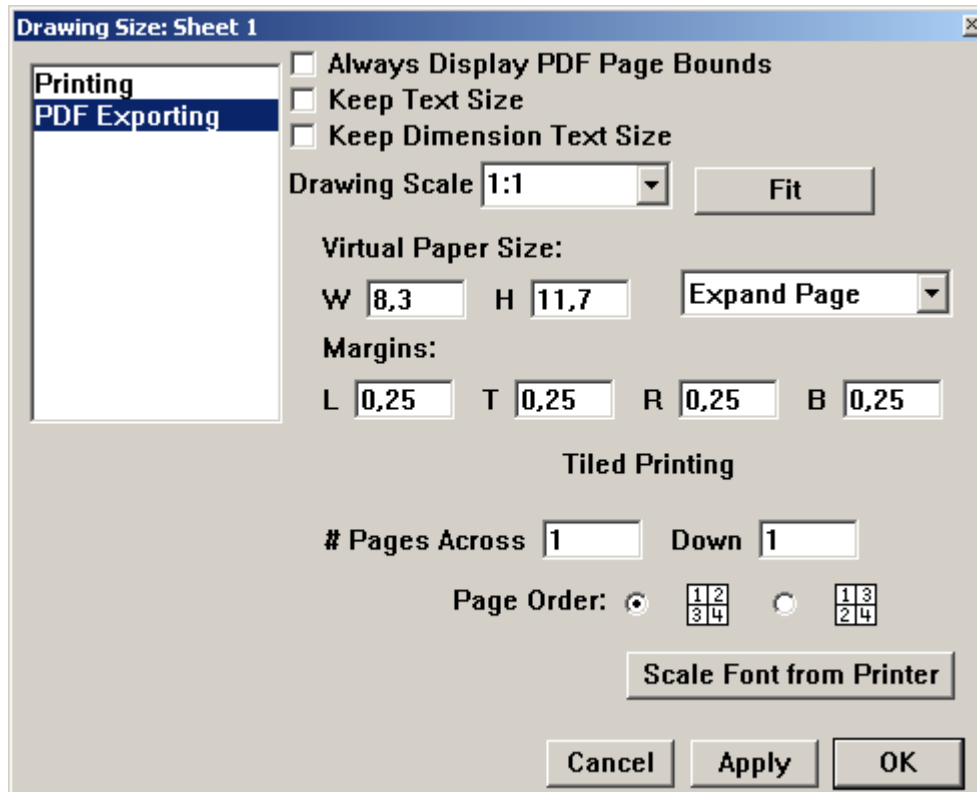 Drawing Size: Sheet 1
Printing
PDF Exporting
Always Display PDF Page Bounds
Keep Text Size
Keep Dimension Text Size
Drawing Scale 1:1 Fit
Virtual Paper Size:
W 8,3 H 11,7 Expand Page
Margins:
L 0,25 T 0,25 R 0,25 B 0,25
Tiled Printing
# Pages Across 1 Down 1
Page Order: 1 2 1 3
3 4 2 4
Scale Font from Printer
Cancel Apply OK